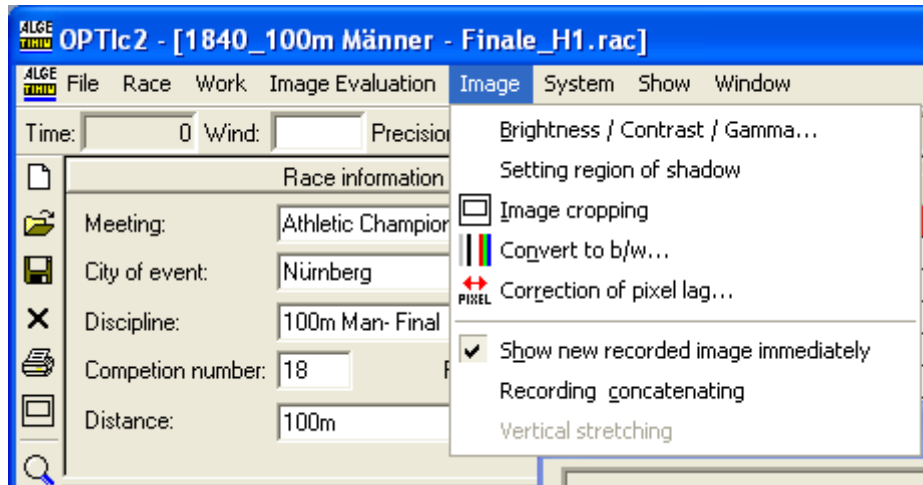 ALGE TIMING OPTIc2 - [1840_100m Männer - Finale_H1.rac]
ALGE TIMING File Race Work Image Evaluation Image System Show Window
Time: 0 Wind:
Brightness / Contrast / Gamma...
Setting region of shadow
Image cropping
Convert to b/w...
PIXEL Correction of pixel lag...
Show new recorded image immediately
Recording concatenating
Vertical stretching
Race information
Meeting: Athletic
City of event: Nürnberg
Discipline: 100m Man- Final
Competion number: 18
Distance: 100m